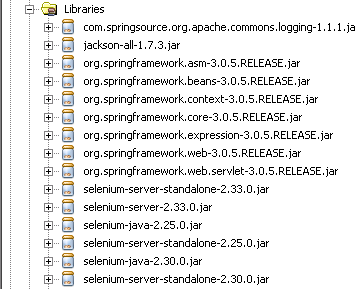 Libraries
com.springsource.org.apache.commons.logging-1.1.1.ja
jackson-all-1.7.3.jar
org.springframework.asm-3.0.5.RELEASE.jar
org.springframework.beans-3.0.5.RELEASE.jar
org.springframework.context-3.0.5.RELEASE.jar
org.springframework.core-3.0.5.RELEASE.jar
org.springframework.expression-3.0.5.RELEASE.jar
org.springframework.web-3.0.5.RELEASE.jar
org.springframework.web.servlet-3.0.5.RELEASE.jar
selenium-server-standalone-2.33.0.jar
selenium-server-2.33.0.jar
selenium-java-2.25.0.jar
selenium-server-standalone-2.25.0.jar
selenium-java-2.30.0.jar
selenium-server-standalone-2.30.0.jar